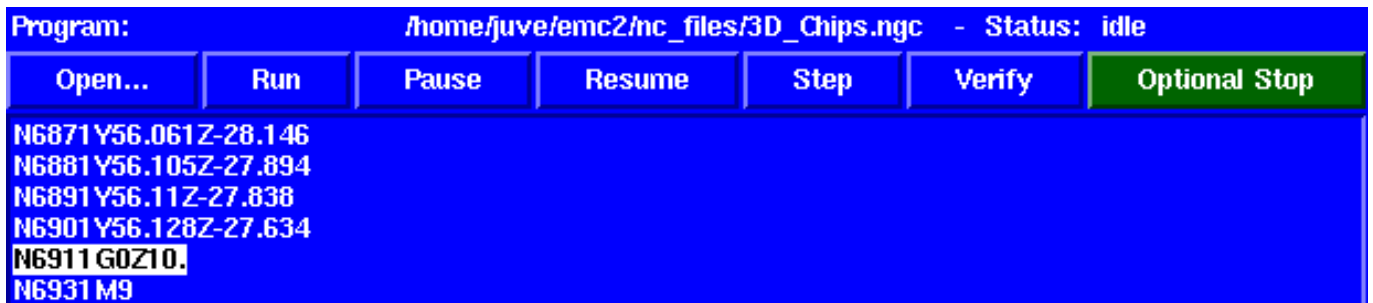 Program: /home/juve/emc2/nc_files/3D_Chips.ngc - Status: idle
Open... Run Pause Resume Step Verify Optional Stop
N6871Y56.061Z-28.146
N6881Y56.105Z-27.894
N6891Y56.11Z-27.838
N6901Y56.128Z-27.634
N6911G0Z10.
N6931M9